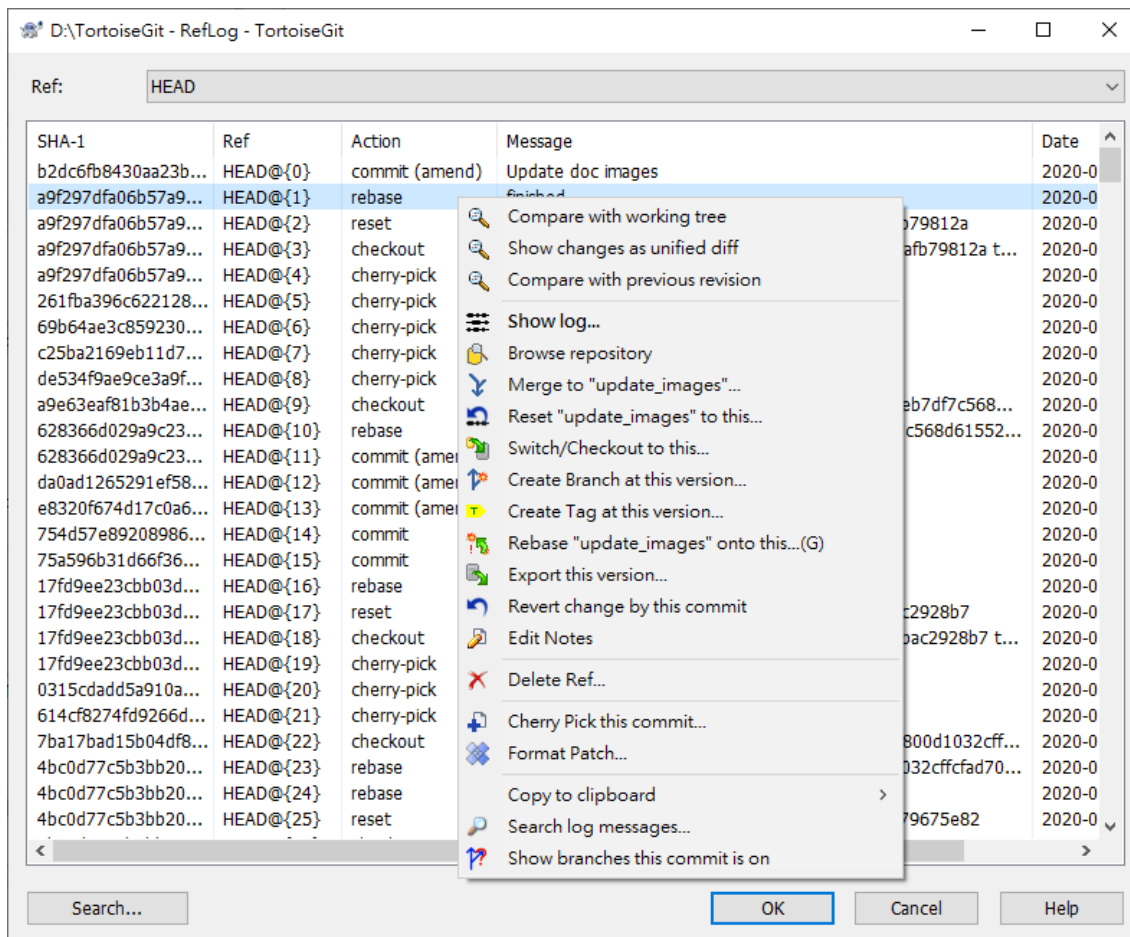 D:\TortoiseGit - RefLog - TortoiseGit
Ref: HEAD
SHA-1 Ref Action Message Date
b2dc6fb8430aa23b... HEAD@{0} commit (amend) Update doc images 2020-0
a9f297dfa06b57a9... HEAD@{1} rebase finished 2020-0
a9f297dfa06b57a9... HEAD@{2} reset b79812a 2020-0
a9f297dfa06b57a9... HEAD@{3} checkout afb79812a t... 2020-0
a9f297dfa06b57a9... HEAD@{4} cherry-pick 2020-0
261fba396c622128... HEAD@{5} cherry-pick 2020-0
69b64ae3c859230... HEAD@{6} cherry-pick 2020-0
c25ba2169eb11d7... HEAD@{7} cherry-pick 2020-0
de534f9ae9ce3a9f... HEAD@{8} cherry-pick 2020-0
a9e63eaf81b3b4ae... HEAD@{9} checkout eb7df7c568... 2020-0
628366d029a9c23... HEAD@{10} rebase c568d61552... 2020-0
628366d029a9c23... HEAD@{11} commit (amen 2020-0
da0ad1265291ef58... HEAD@{12} commit (amen 2020-0
e8320f674d17c0a6... HEAD@{13} commit (amen 2020-0
754d57e89208986... HEAD@{14} commit 2020-0
75a596b31d66f36... HEAD@{15} commit 2020-0
17fd9ee23cbb03d... HEAD@{16} rebase 2020-0
17fd9ee23cbb03d... HEAD@{17} reset c2928b7 2020-0
17fd9ee23cbb03d... HEAD@{18} checkout bac2928b7 t... 2020-0
17fd9ee23cbb03d... HEAD@{19} cherry-pick 2020-0
0315cdadd5a910a... HEAD@{20} cherry-pick 2020-0
614cf8274fd9266d... HEAD@{21} cherry-pick 2020-0
7ba17bad15b04df8... HEAD@{22} checkout 800d1032cff... 2020-0
4bc0d77c5b3bb20... HEAD@{23} rebase 032cffcfad70... 2020-0
4bc0d77c5b3bb20... HEAD@{24} rebase 2020-0
4bc0d77c5b3bb20... HEAD@{25} reset 79675e82 2020-0
Compare with working tree
Show changes as unified diff
Compare with previous revision
Show log...
Browse repository
Merge to "update_images"...
Reset "update_images" to this...
Switch/Checkout to this...
Create Branch at this version...
Create Tag at this version...
Rebase "update_images" onto this...(G)
Export this version...
Revert change by this commit
Edit Notes
Delete Ref...
Cherry Pick this commit...
Format Patch...
Copy to clipboard
Search log messages...
Show branches this commit is on
Search... OK Cancel Help